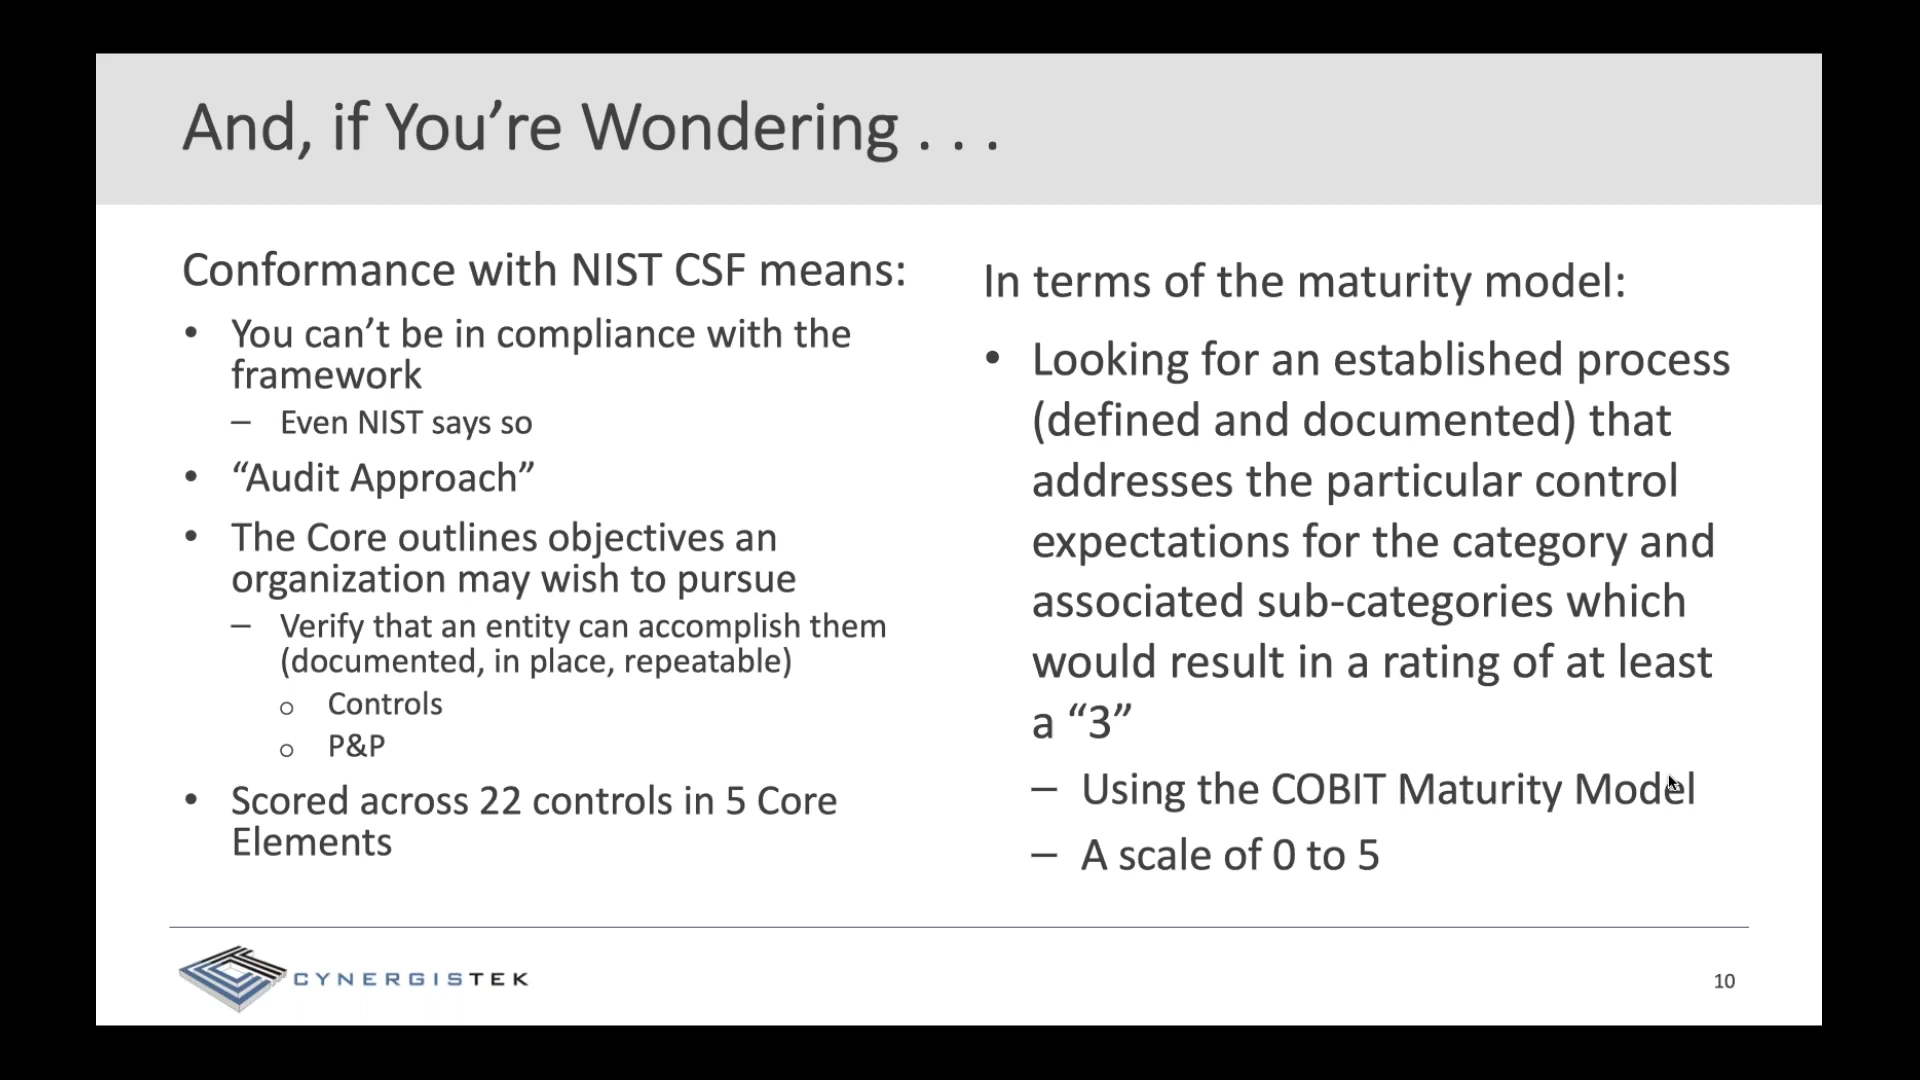 And, if You’re Wondering . . .
Conformance with NIST CSF means:
• You can’t be in compliance with the
framework
– Even NIST says so
• “Audit Approach”
• The Core outlines objectives an
organization may wish to pursue
– Verify that an entity can accomplish them
(documented, in place, repeatable)
o Controls
o P&P
• Scored across 22 controls in 5 Core
Elements
In terms of the maturity model:
• Looking for an established process
(defined and documented) that
addresses the particular control
expectations for the category and
associated sub-categories which
would result in a rating of at least
a “3”
– Using the COBIT Maturity Model
– A scale of 0 to 5
CYNERGISTEK
10